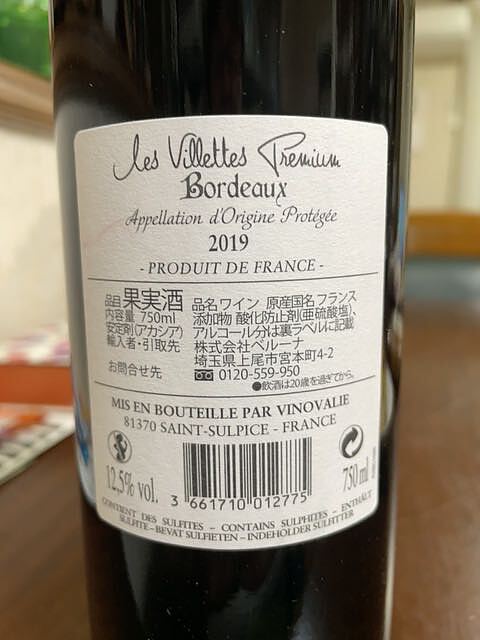 Les Villettes Premium
Bordeaux
Appellation d'Origine Protégée
2019
- PRODUIT DE FRANCE -
品目 果実酒 品名 ワイン 原産国名 フランス
内容量 750ml 添加物 酸化防止剤(亜硫酸塩)、
安定剤(アカシア) アルコール分は裏ラベルに記載
輸入者・引取先 株式会社ベルーナ
埼玉県上尾市宮本町4-2
お問合せ先 0120-559-950
●飲酒は20歳を過ぎてから。
MIS EN BOUTEILLE PAR VINOVALIE
81370 SAINT-SULPICE - FRANCE
12,5% vol. 750 ml
3 661710 012775
CONTIENT DES SULFITES - CONTAINS SULPHITES - ENTHÄLT
SULFITE - BEVAT SULFIETEN - INDEHOLDER SULFITTER